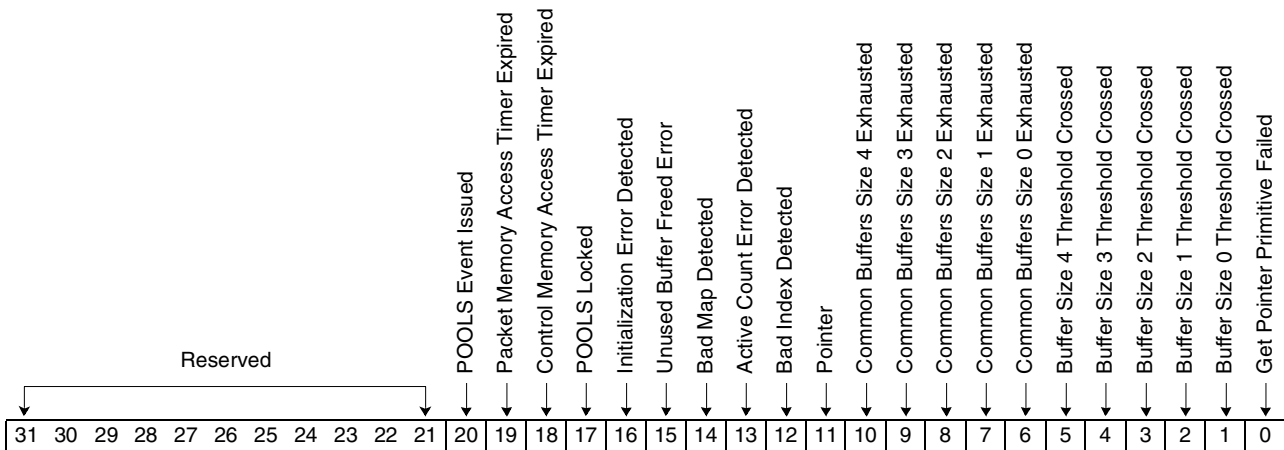 Reserved
POOLS Event Issued
Packet Memory Access Timer Expired
Control Memory Access Timer Expired
POOLS Locked
Initialization Error Detected
Unused Buffer Freed Error
Bad Map Detected
Active Count Error Detected
Bad Index Detected
Pointer
Common Buffers Size 4 Exhausted
Common Buffers Size 3 Exhausted
Common Buffers Size 2 Exhausted
Common Buffers Size 1 Exhausted
Common Buffers Size 0 Exhausted
Buffer Size 4 Threshold Crossed
Buffer Size 3 Threshold Crossed
Buffer Size 2 Threshold Crossed
Buffer Size 1 Threshold Crossed
Buffer Size 0 Threshold Crossed
Get Pointer Primitive Failed
31 30 29 28 27 26 25 24 23 22 21 20 19 18 17 16 15 14 13 12 11 10 9 8 7 6 5 4 3 2 1 0